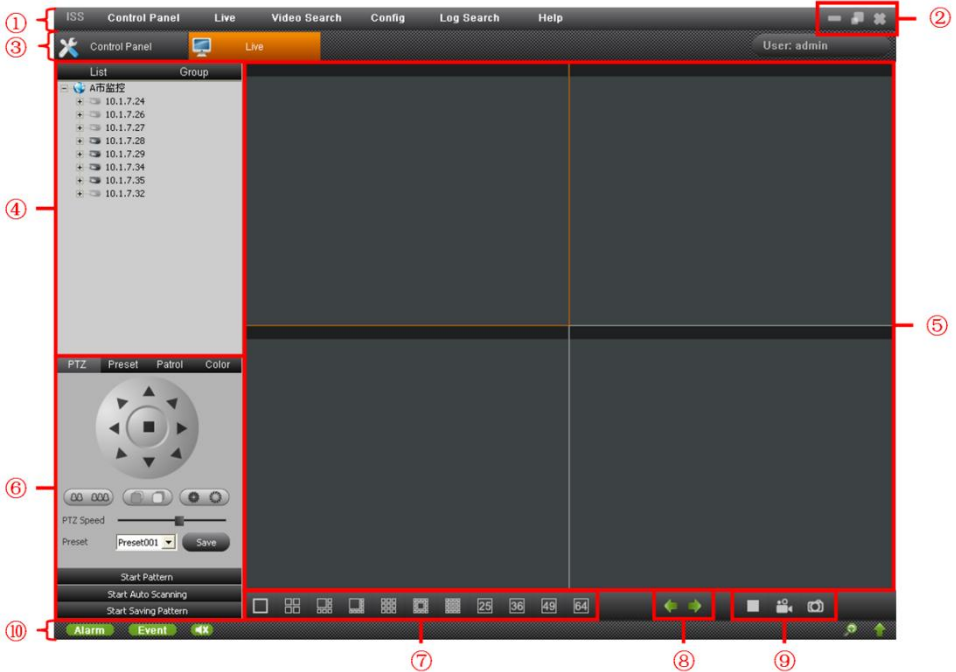 ① ISS Control Panel Live Video Search Config Log Search Help ②
③ Control Panel Live User: admin
List Group
A市监控
10.1.7.24
10.1.7.26
10.1.7.27
10.1.7.28
10.1.7.29
10.1.7.34
10.1.7.35
10.1.7.32
④
⑤
PTZ Preset Patrol Color
⑥
PTZ Speed
Preset Preset001 Save
Start Pattern
Start Auto Scanning
Start Saving Pattern
25 36 49 64
⑩ Alarm Event
⑦ ⑧ ⑨